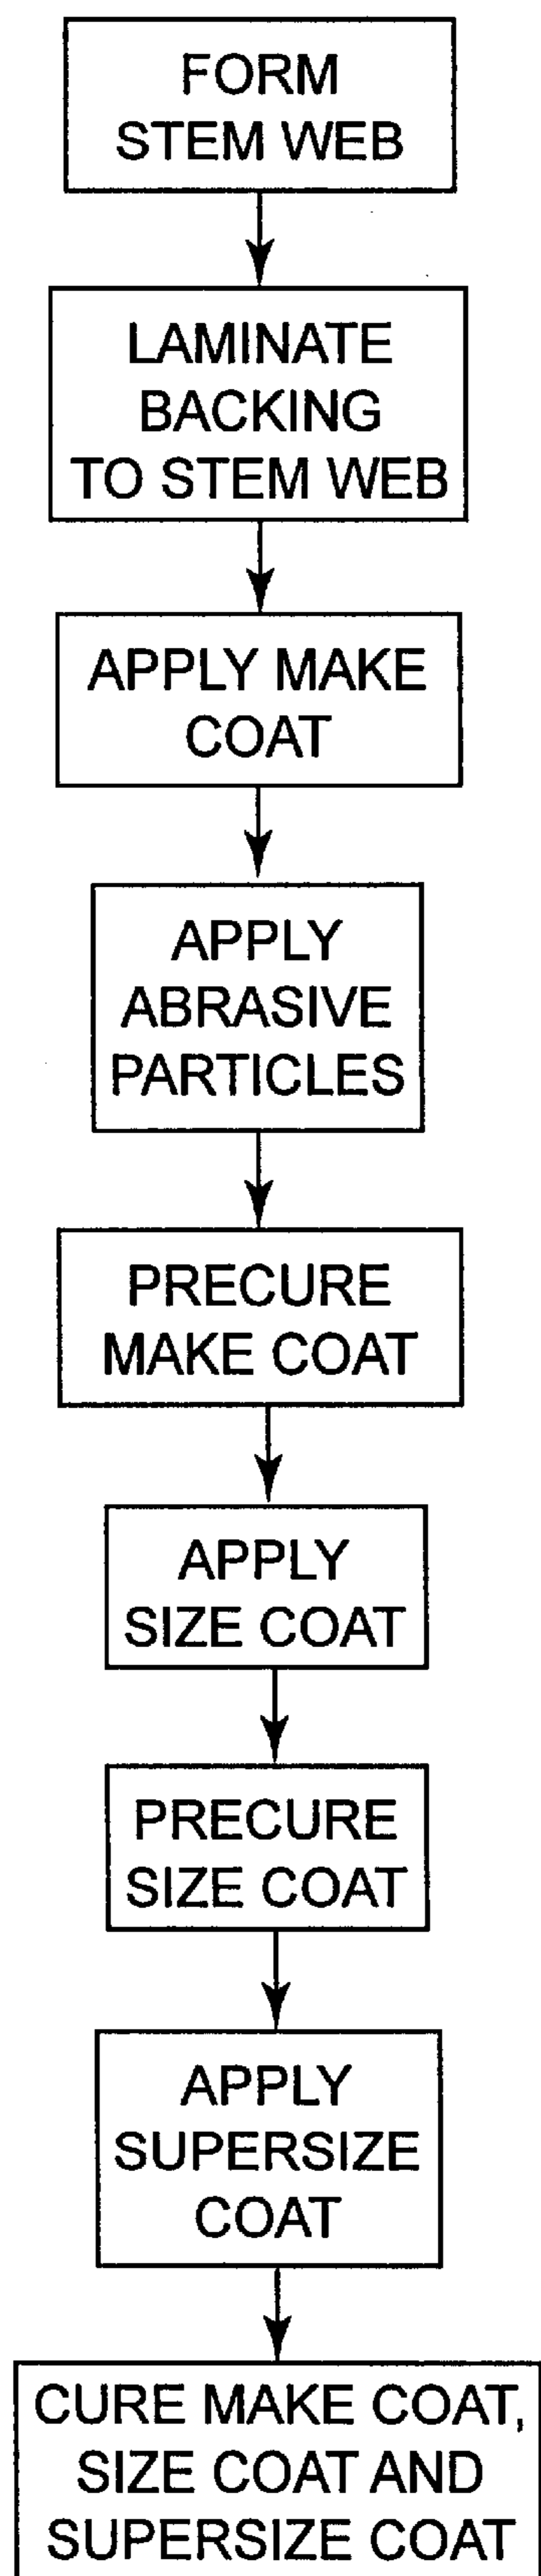 FORM
STEM WEB
LAMINATE
BACKING
TO STEM WEB
APPLY MAKE
COAT
APPLY
ABRASIVE
PARTICLES
PRECURE
MAKE COAT
APPLY
SIZE COAT
PRECURE
SIZE COAT
APPLY
SUPERSIZE
COAT
CURE MAKE COAT,
SIZE COAT AND
SUPERSIZE COAT